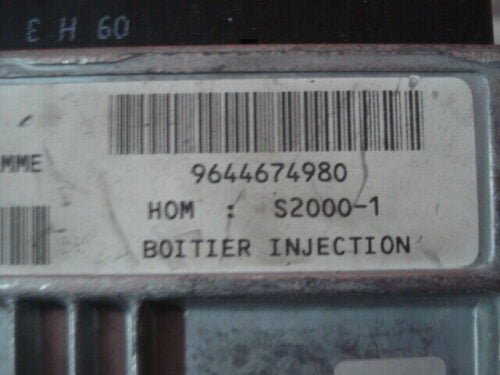 E H 60
MME
9644674980
HOM : S2000-1
BOITIER INJECTION